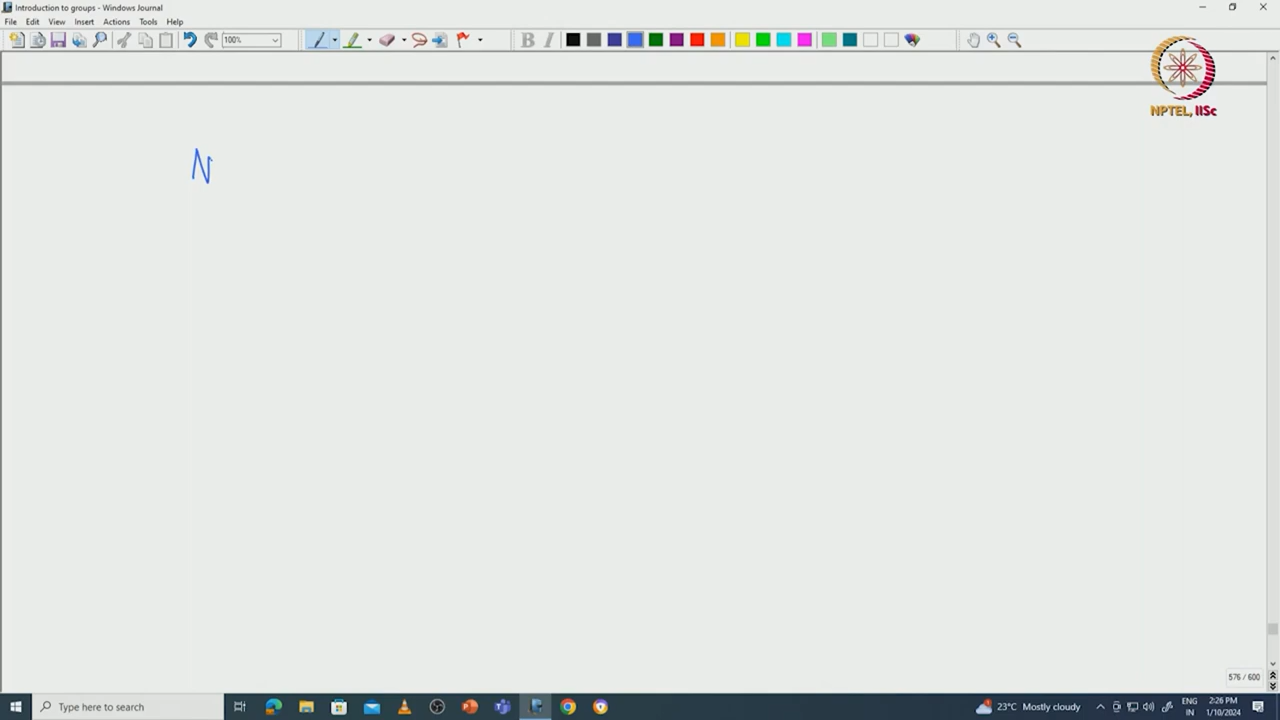 Introduction to groups - Windows Journal
File Edit View Insert Actions Tools Help
100% B I
NPTEL, IISc
N
576 / 600
Type here to search
23°C Mostly cloudy
ENG
IN
2:26 PM
1/10/2024